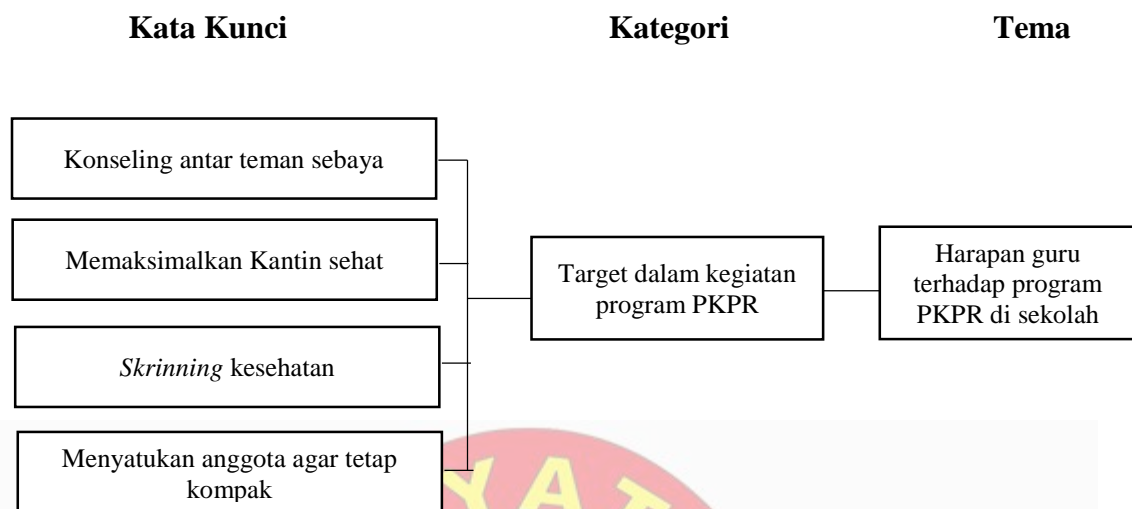 Kata Kunci
Kategori
Tema
Konseling antar teman sebaya
Memaksimalkan Kantin sehat
Skrinning kesehatan
Menyatukan anggota agar tetap
kompak
Target dalam kegiatan
program PKPR
Harapan guru
terhadap program
PKPR di sekolah
YAT